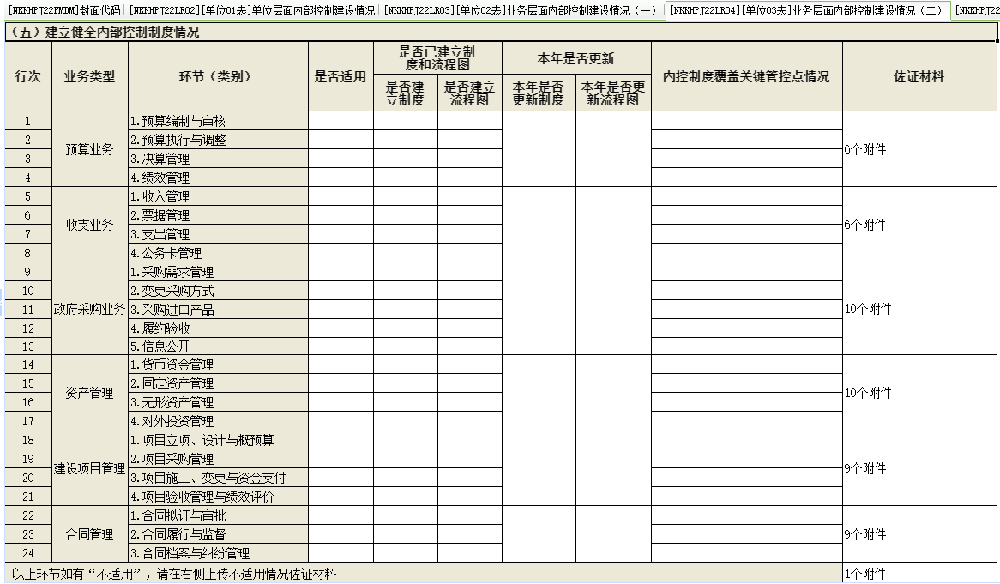 [NKKHPJ22FMDM]封面代码 [NKKHPJ22LR02][单位01表]单位层面内部控制建设情况 [NKKHPJ22LR03][单位02表]业务层面内部控制建设情况（一） [NKKHPJ22LR04][单位03表]业务层面内部控制建设情况（二） [NKKHPJ22
（五）建立健全内部控制制度情况
行次 业务类型 环节（类别） 是否适用 是否已建立制度和流程图 本年是否更新 内控制度覆盖关键管控点情况 佐证材料
是否建立制度 是否建立流程图 本年是否更新制度 本年是否更新流程图
1 预算业务 1.预算编制与审核 6个附件
2 2.预算执行与调整
3 3.决算管理
4 4.绩效管理
5 收支业务 1.收入管理 6个附件
6 2.票据管理
7 3.支出管理
8 4.公务卡管理
9 政府采购业务 1.采购需求管理 10个附件
10 2.变更采购方式
11 3.采购进口产品
12 4.履约验收
13 5.信息公开
14 资产管理 1.货币资金管理 10个附件
15 2.固定资产管理
16 3.无形资产管理
17 4.对外投资管理
18 建设项目管理 1.项目立项、设计与概预算 9个附件
19 2.项目采购管理
20 3.项目施工、变更与资金支付
21 4.项目验收管理与绩效评价
22 合同管理 1.合同拟订与审批 9个附件
23 2.合同履行与监督
24 3.合同档案与纠纷管理
以上环节如有“不适用”，请在右侧上传不适用情况佐证材料 1个附件